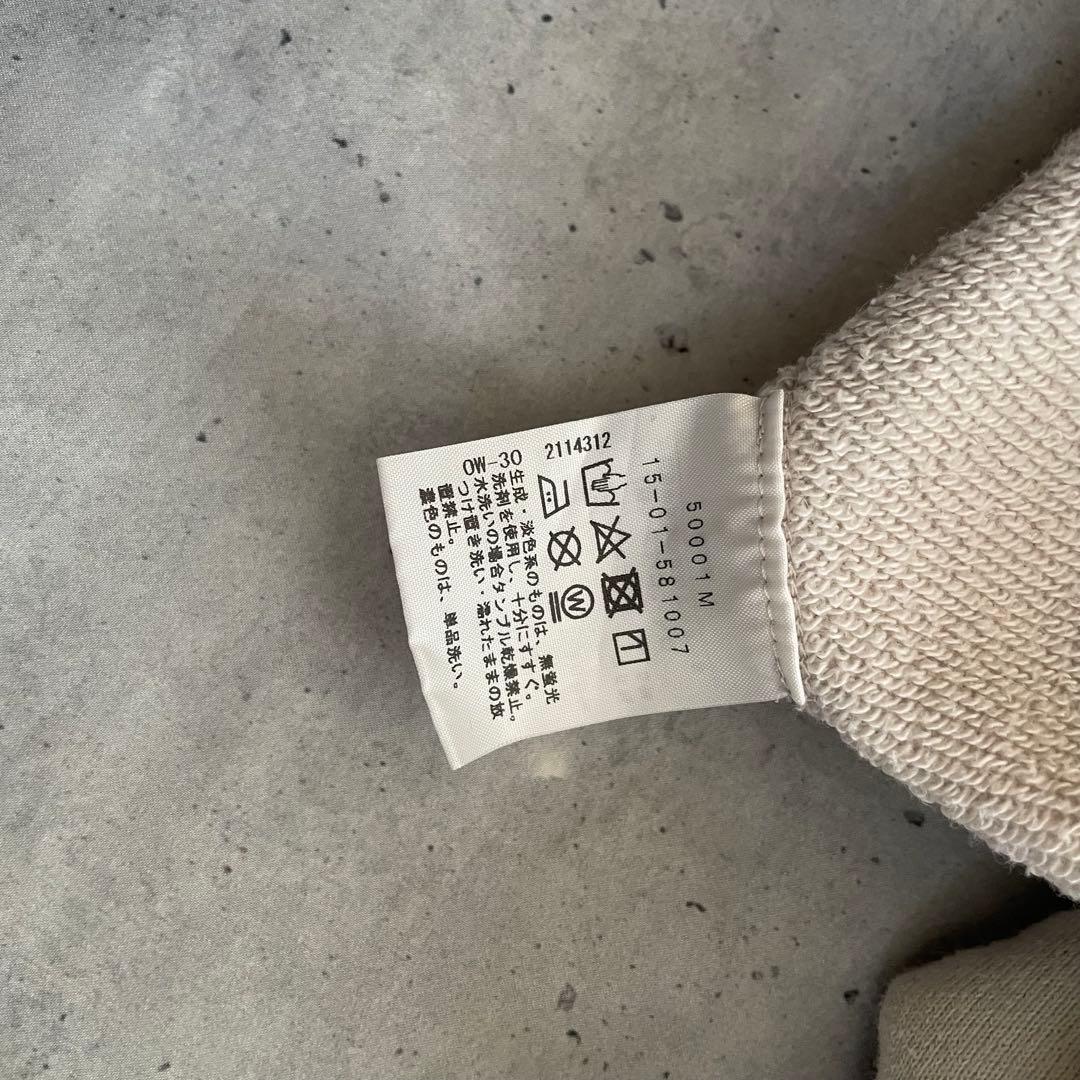 50001 M
15-01-581007
2114312
W
OW-30
生成・淡色系のものは、無蛍光
洗剤を使用し、十分にすすぐ。
水洗いの場合タンブル乾燥禁止。
つけ置き洗い・濡れたままの放
置禁止。
濃色のものは、単品洗い。